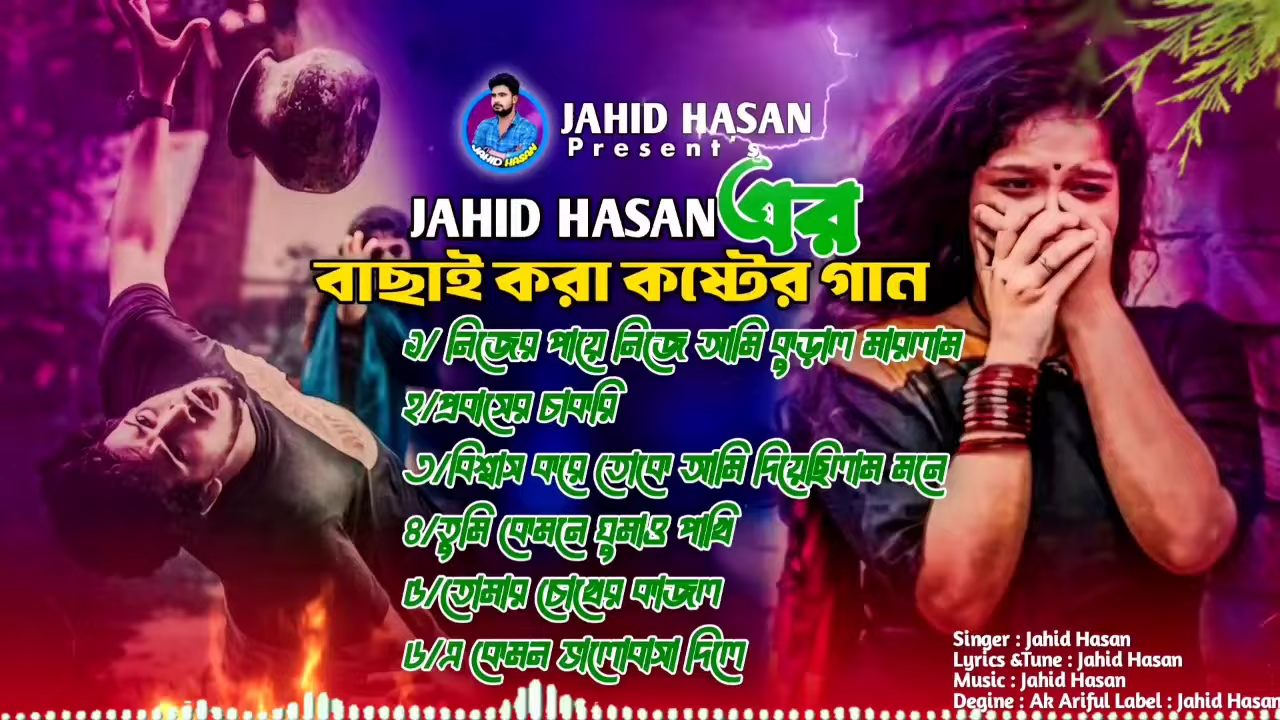 JAHID HASAN
JAHID HASAN
Present's
JAHID HASAN এর
বাছাই করা কষ্টের গান
১/ নিজের পায়ে নিজে আমি কুড়াল মারলাম
২/প্রবাসের চাকরি
৩/বিশ্বাস করে তোকে আমি দিয়েছিলাম মনে
৪/তুমি কেমনে ঘুমাও পাখি
৫/তোমার চোখের কাজল
৬/এ কেমন ভালোবাসা দিলে
Singer : Jahid Hasan
Lyrics &Tune : Jahid Hasan
Music : Jahid Hasan
Degine : Ak Ariful Label : Jahid Hasan